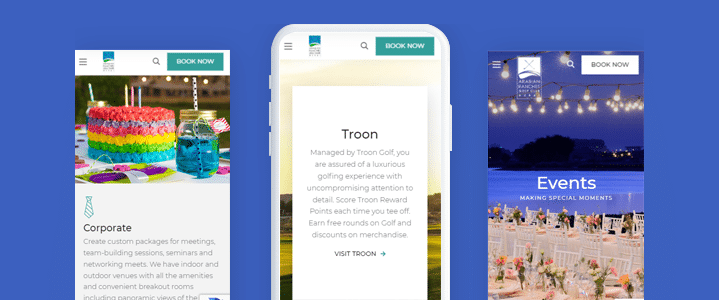 BOOK NOW
Corporate
Create custom packages for meetings,
team-building sessions, seminars and
networking meets. We have indoor and
outdoor venues with all the amenities
and convenient breakout rooms
including panoramic views of the
BOOK NOW
Troon
Managed by Troon Golf, you
are assured of a luxurious
golfing experience with
uncompromising attention to
detail. Score Troon Reward
Points each time you tee off.
Earn free rounds on Golf and
discounts on merchandise.
VISIT TROON
ARABIAN
RANCHES
GOLF CLUB
BOOK NOW
Events
MAKING SPECIAL MOMENTS